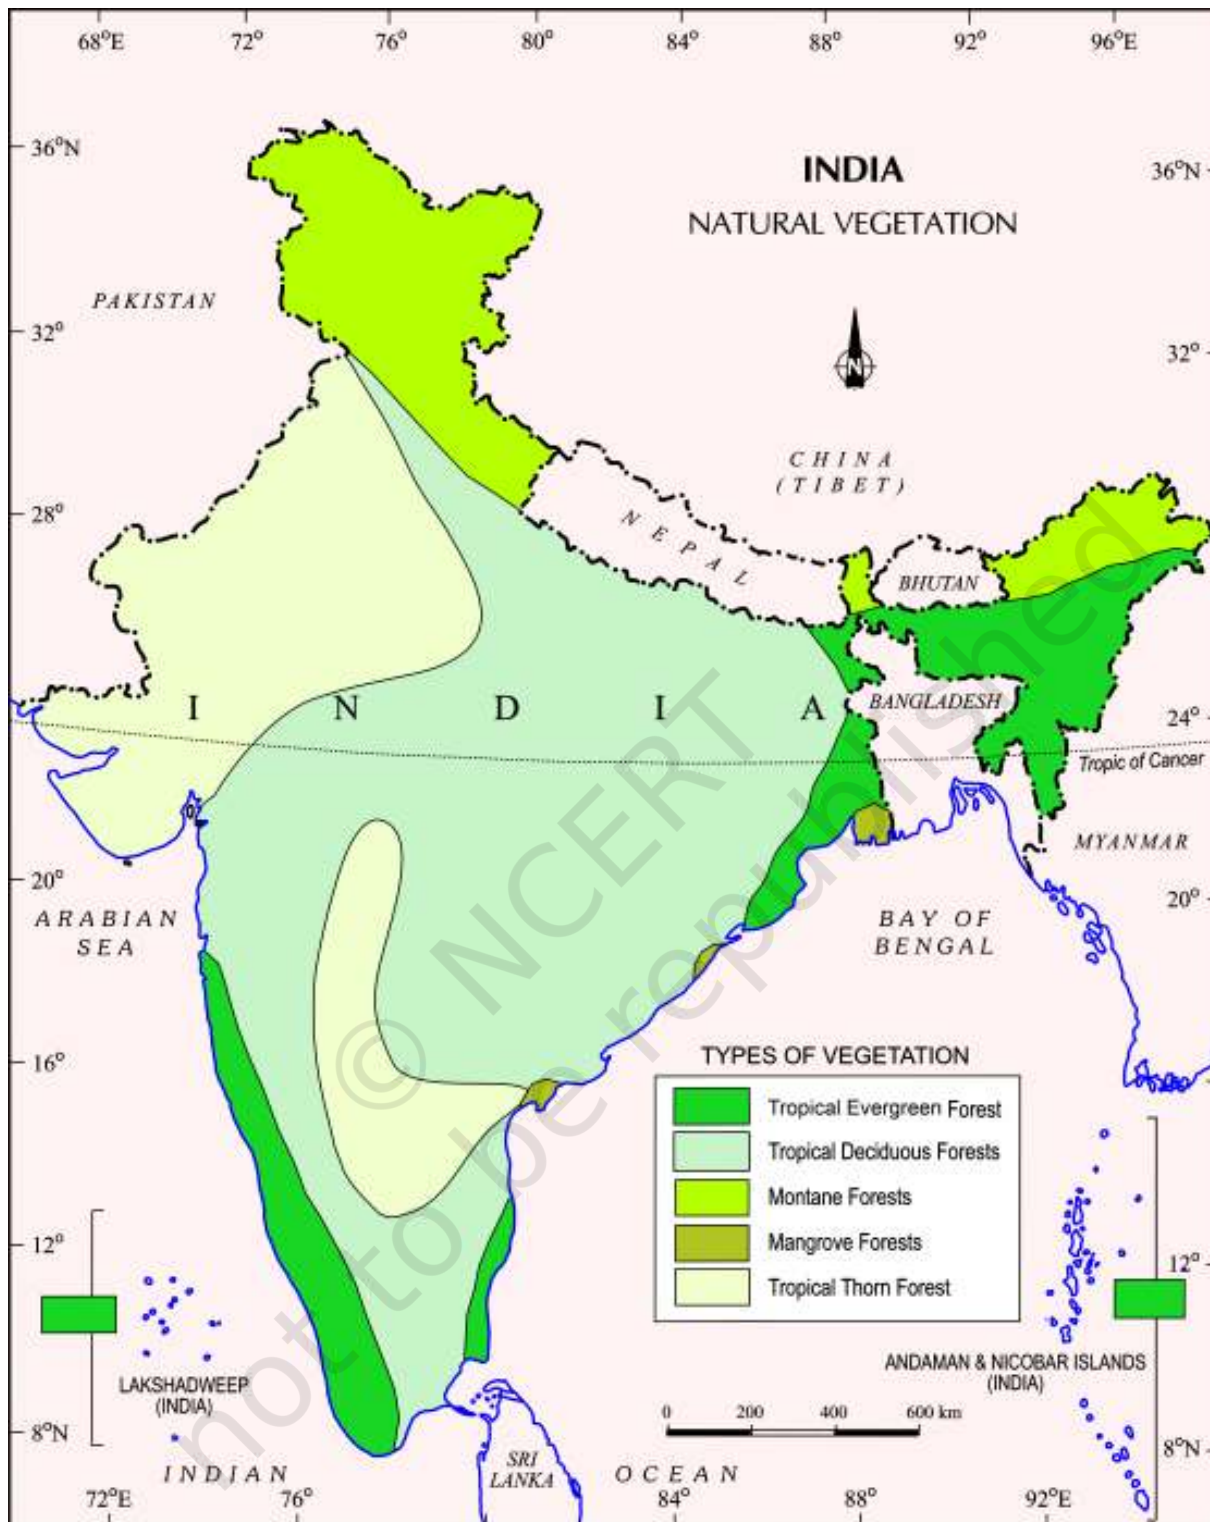 68°E 72° 76° 80° 84° 88° 92° 96°E
36°N
INDIA
36°N
NATURAL VEGETATION
PAKISTAN
32°
32°
N
CHINA
(TIBET)
28°
NEPAL
BHUTAN
I N D I A
BANGLADESH
24°
Tropic of Cancer
MYANMAR
20°
20°
ARABIAN
SEA
BAY OF
BENGAL
© NCERT
not to be republished
16°
TYPES OF VEGETATION
Tropical Evergreen Forest
Tropical Deciduous Forests
Montane Forests
Mangrove Forests
Tropical Thorn Forest
12°
12°
LAKSHADWEEP
(INDIA)
ANDAMAN & NICOBAR ISLANDS
(INDIA)
0 200 400 600 km
8°N
8°N
SRI
LANKA
INDIAN OCEAN
72°E 76° 84° 88° 92°E